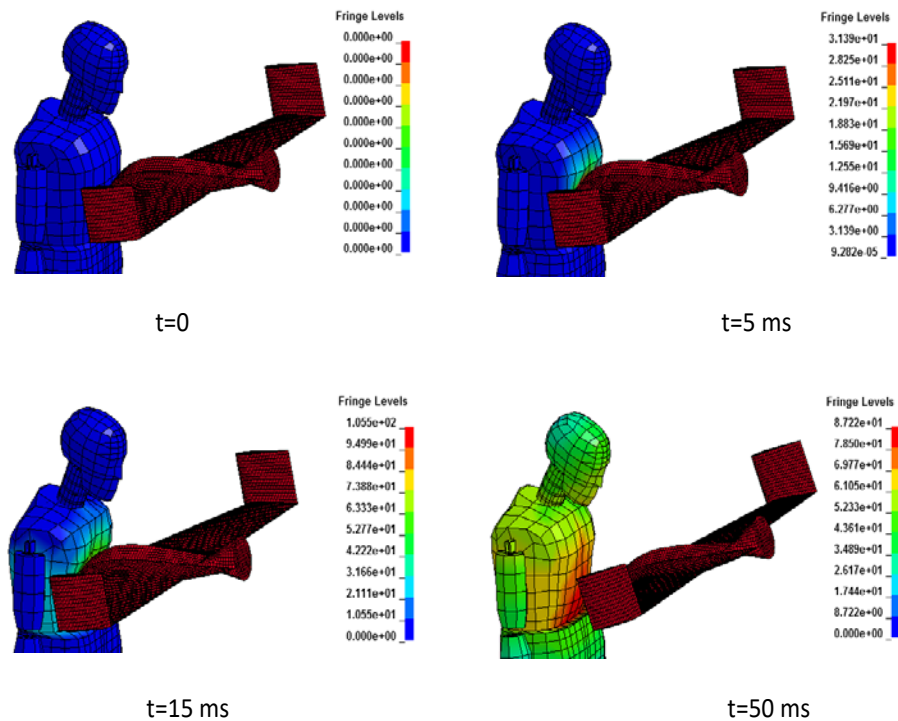 Fringe Levels
0.000e+00
0.000e+00
0.000e+00
0.000e+00
0.000e+00
0.000e+00
0.000e+00
0.000e+00
0.000e+00
0.000e+00
0.000e+00
t=0
Fringe Levels
3.139e+01
2.825e+01
2.511e+01
2.197e+01
1.883e+01
1.569e+01
1.255e+01
9.416e+00
6.277e+00
3.139e+00
9.282e-05
t=5 ms
Fringe Levels
1.055e+02
9.499e+01
8.444e+01
7.388e+01
6.333e+01
5.277e+01
4.222e+01
3.166e+01
2.111e+01
1.055e+01
0.000e+00
t=15 ms
Fringe Levels
8.722e+01
7.850e+01
6.977e+01
6.105e+01
5.233e+01
4.361e+01
3.489e+01
2.617e+01
1.744e+01
8.722e+00
0.000e+00
t=50 ms